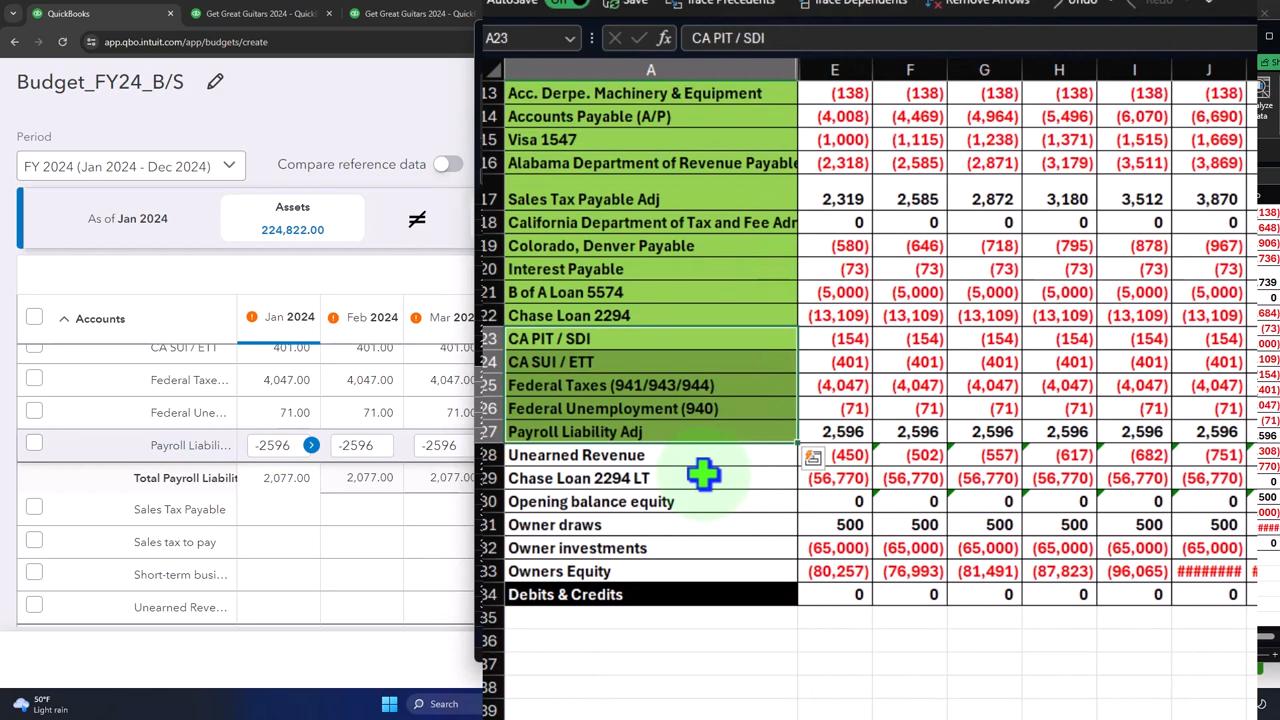 QuickBooks
Get Great Guitars 2024 - Quick
Get Great Guitars 2024 - Quick
app.qbo.intuit.com/app/budgets/create
Budget_FY24_B/S
Period
FY 2024 (Jan 2024 - Dec 2024)
Compare reference data
As of Jan 2024
Assets
224,822.00
Accounts
Jan 2024
Feb 2024
Mar 202
CA SUI / ETT 401.00 401.00 401.00
Federal Taxe... 4,047.00 4,047.00 4,047.0
Federal Une... 71.00 71.00 71.0
Payroll Liabili... -2596 -2596 -2596
Total Payroll Liabilit 2,077.00 2,077.00 2,077.0
Sales Tax Payable
Sales tax to pay
Short-term busi...
Unearned Reve...
50°F
Light rain
Search
AutoSave On Save Trace Precedents Trace Dependents Remove Arrows Undo Redo
A23 fx CA PIT / SDI
A E F G H I J
13 Acc. Derpe. Machinery & Equipment (138) (138) (138) (138) (138) (138)
14 Accounts Payable (A/P) (4,008) (4,469) (4,964) (5,496) (6,070) (6,690)
15 Visa 1547 (1,000) (1,115) (1,238) (1,371) (1,515) (1,669)
16 Alabama Department of Revenue Payable (2,318) (2,585) (2,871) (3,179) (3,511) (3,869)
17 Sales Tax Payable Adj 2,319 2,585 2,872 3,180 3,512 3,870
18 California Department of Tax and Fee Adr 0 0 0 0 0 0
19 Colorado, Denver Payable (580) (646) (718) (795) (878) (967)
20 Interest Payable (73) (73) (73) (73) (73) (73)
21 B of A Loan 5574 (5,000) (5,000) (5,000) (5,000) (5,000) (5,000)
22 Chase Loan 2294 (13,109) (13,109) (13,109) (13,109) (13,109) (13,109)
23 CA PIT / SDI (154) (154) (154) (154) (154) (154)
24 CA SUI / ETT (401) (401) (401) (401) (401) (401)
25 Federal Taxes (941/943/944) (4,047) (4,047) (4,047) (4,047) (4,047) (4,047)
26 Federal Unemployment (940) (71) (71) (71) (71) (71) (71)
27 Payroll Liability Adj 2,596 2,596 2,596 2,596 2,596 2,596
28 Unearned Revenue (450) (502) (557) (617) (682) (751)
29 Chase Loan 2294 LT (56,770) (56,770) (56,770) (56,770) (56,770) (56,770)
30 Opening balance equity 0 0 0 0 0 0
31 Owner draws 500 500 500 500 500 500
32 Owner investments (65,000) (65,000) (65,000) (65,000) (65,000) (65,000)
33 Owners Equity (80,257) (76,993) (81,491) (87,823) (96,065) ########
34 Debits & Credits 0 0 0 0 0 0
35
36
37
38
39